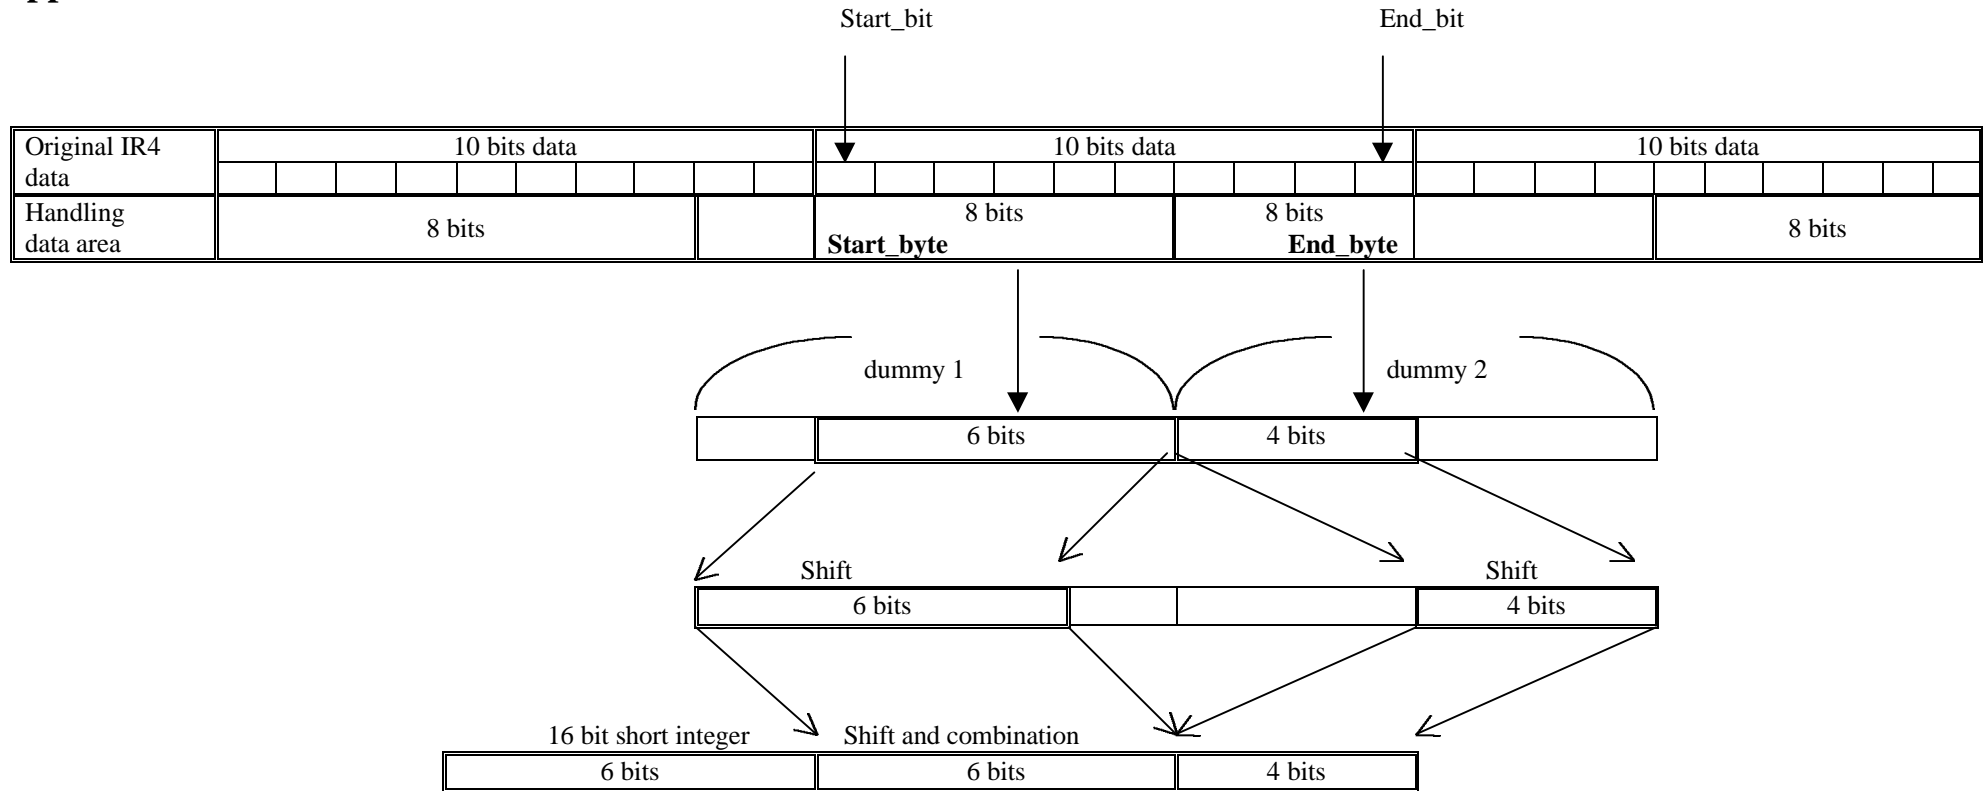 Start_bit End_bit
Original IR4 data 10 bits data 10 bits data 10 bits data
Handling data area 8 bits 8 bits 8 bits 8 bits
Start_byte End_byte
dummy 1 dummy 2
6 bits 4 bits
Shift Shift
6 bits 4 bits
16 bit short integer Shift and combination
6 bits 6 bits 4 bits